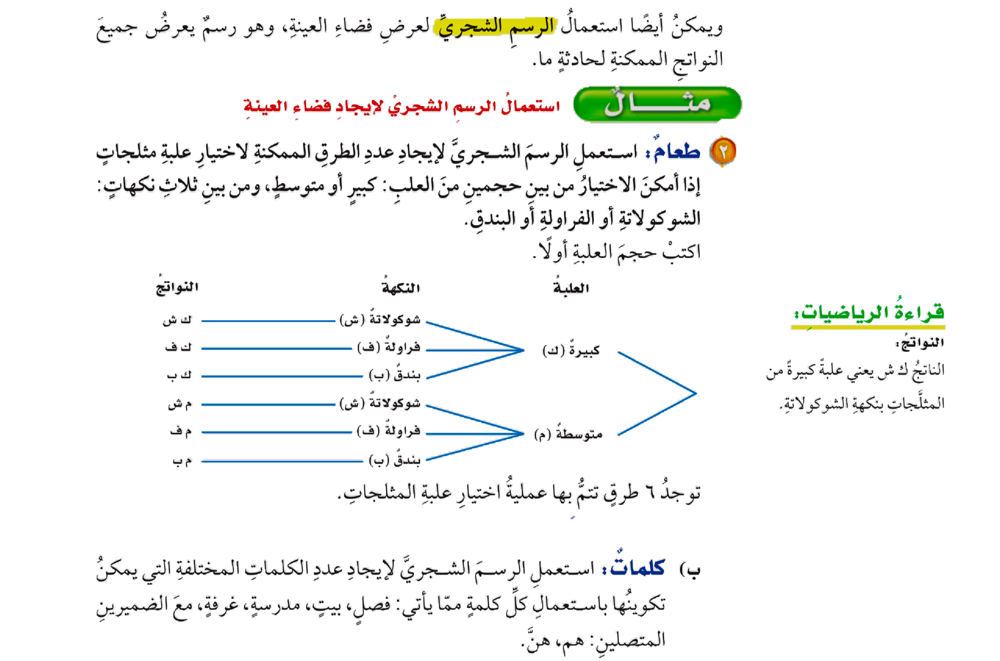 ويمكنُ أيضًا استعمالُ الرسمِ الشجريِّ لعرضِ فضاءِ العينةِ، وهو رسمٌ يعرضُ جميعَ
النواتجِ الممكنةِ لحادثةٍ ما.
مثالٌ
استعمالُ الرسمِ الشجريِّ لإيجادِ فضاءِ العينةِ
٢ طعامٌ: استعملِ الرسمَ الشجريَّ لإيجادِ عددِ الطرقِ الممكنةِ لاختيارِ علبةِ مثلجاتٍ
إذا أمكنَ الاختيارُ من بينِ حجمينِ منَ العلبِ: كبيرٍ أو متوسطٍ، ومن بينِ ثلاثِ نكهاتٍ:
الشوكولاتةِ أو الفراولةِ أو البندقِ.
اكتبْ حجمَ العلبةِ أولًا.
العلبةُ النكهةُ النواتجُ
شوكولاتةٌ (ش) ك ش
كبيرةٌ (ك) فراولةٌ (ف) ك ف
بندقٌ (ب) ك ب
شوكولاتةٌ (ش) م ش
متوسطةٌ (م) فراولةٌ (ف) م ف
بندقٌ (ب) م ب
قراءةُ الرياضياتِ:
النواتجُ:
الناتجُ ك ش يعني علبةً كبيرةً من
المثلَّجاتِ بنكهةِ الشوكولاتةِ.
توجدُ ٦ طرقٍ تتمُّ بها عمليةُ اختيارِ علبةِ المثلجاتِ.
ب) كلماتٌ: استعملِ الرسمَ الشجريَّ لإيجادِ عددِ الكلماتِ المختلفةِ التي يمكنُ
تكوينُها باستعمالِ كلِّ كلمةٍ ممّا يأتي: فصلٍ، بيتٍ، مدرسةٍ، غرفةٍ، معَ الضميرينِ
المتصلينِ: هم، هنَّ.